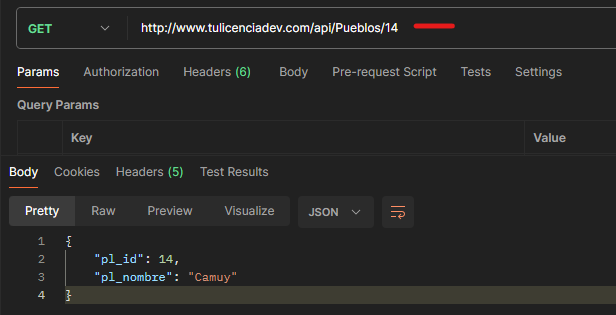 GET http://www.tulicenciadev.com/api/Pueblos/14
Params Authorization Headers (6) Body Pre-request Script Tests Settings
Query Params
Key Value
Body Cookies Headers (5) Test Results
Pretty Raw Preview Visualize JSON
1 {
2 "pl_id": 14,
3 "pl_nombre": "Camuy"
4 }